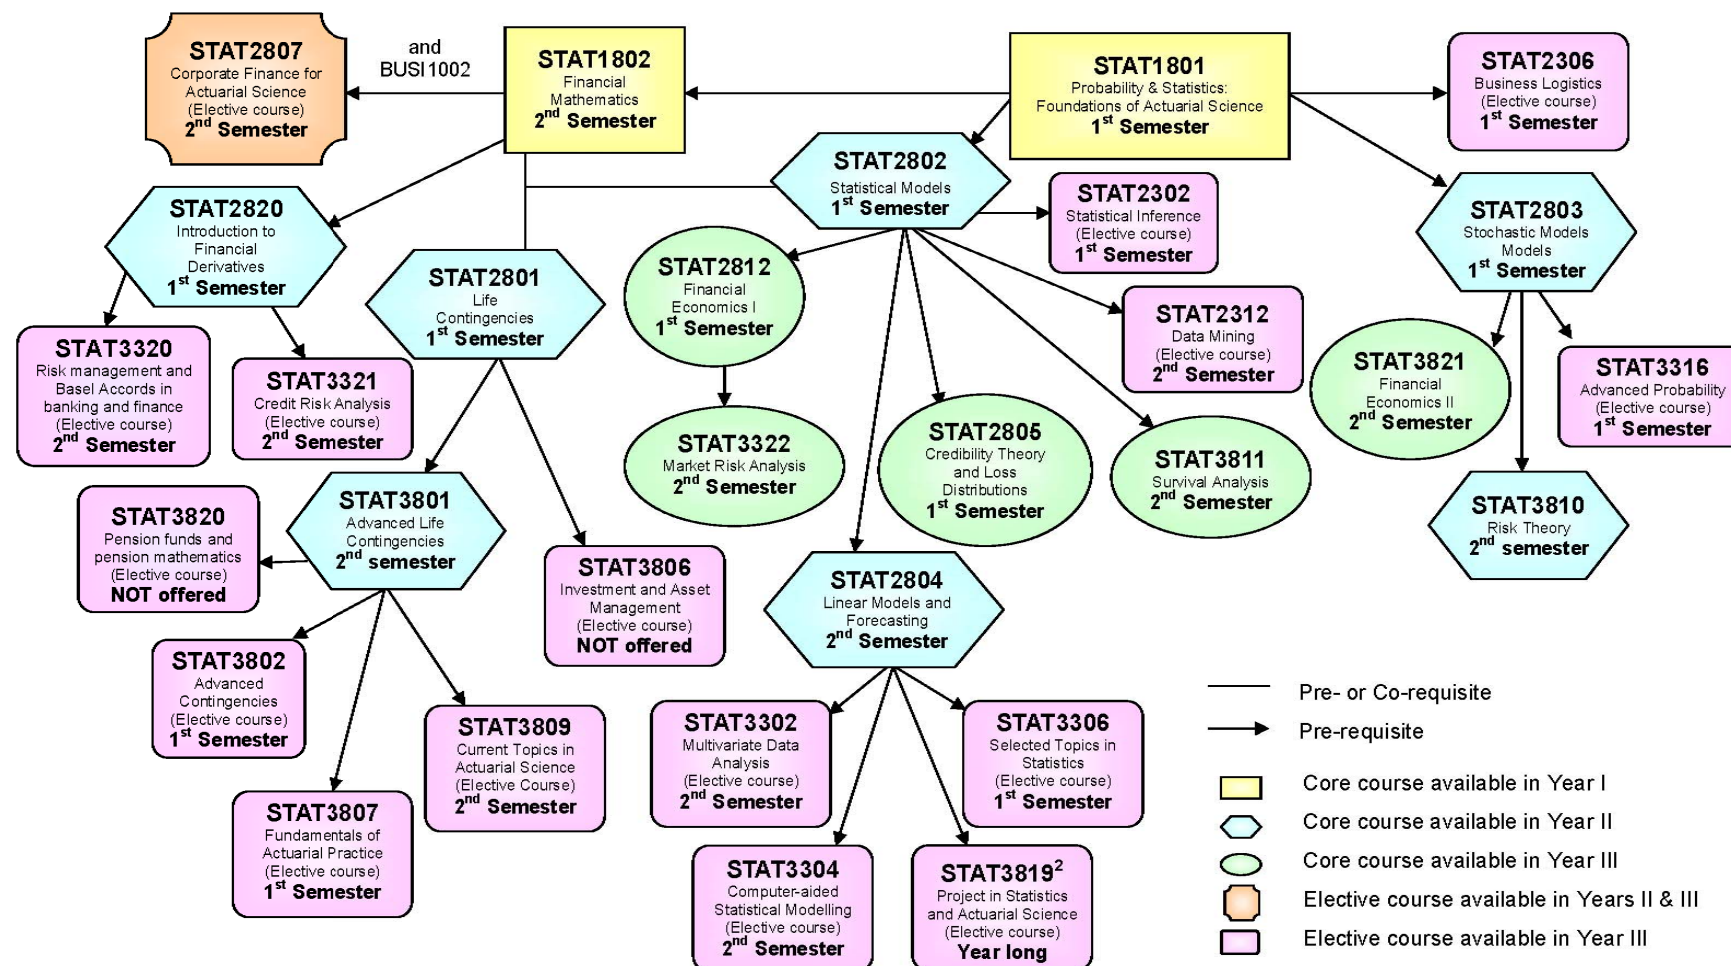 STAT2807
Corporate Finance for
Actuarial Science
(Elective course)
2nd Semester
and
BUSI1002
STAT1802
Financial
Mathematics
2nd Semester
STAT1801
Probability & Statistics:
Foundations of Actuarial Science
1st Semester
STAT2306
Business Logistics
(Elective course)
1st Semester
STAT2802
Statistical Models
1st Semester
STAT2302
Statistical Inference
(Elective course)
1st Semester
STAT2803
Stochastic Models
Models
1st Semester
STAT2820
Introduction to
Financial
Derivatives
1st Semester
STAT2801
Life
Contingencies
1st Semester
STAT2812
Financial
Economics I
1st Semester
STAT2312
Data Mining
(Elective course)
2nd Semester
STAT3320
Risk management and
Basel Accords in
banking and finance
(Elective course)
2nd Semester
STAT3321
Credit Risk Analysis
(Elective course)
2nd Semester
STAT3821
Financial
Economics II
2nd Semester
STAT3316
Advanced Probability
(Elective course)
1st Semester
STAT3322
Market Risk Analysis
2nd Semester
STAT2805
Credibility Theory
and Loss
Distributions
1st Semester
STAT3811
Survival Analysis
2nd Semester
STAT3820
Pension funds and
pension mathematics
(Elective course)
NOT offered
STAT3801
Advanced Life
Contingencies
2nd semester
STAT3810
Risk Theory
2nd semester
STAT3806
Investment and Asset
Management
(Elective course)
NOT offered
STAT2804
Linear Models and
Forecasting
2nd Semester
STAT3802
Advanced
Contingencies
(Elective course)
1st Semester
STAT3809
Current Topics in
Actuarial Science
(Elective Course)
2nd Semester
STAT3302
Multivariate Data
Analysis
(Elective course)
2nd Semester
STAT3306
Selected Topics in
Statistics
(Elective course)
1st Semester
STAT3807
Fundamentals of
Actuarial Practice
(Elective course)
1st Semester
STAT3304
Computer-aided
Statistical Modelling
(Elective course)
2nd Semester
STAT3819²
Project in Statistics
and Actuarial Science
(Elective course)
Year long
Pre- or Co-requisite
Pre-requisite
Core course available in Year I
Core course available in Year II
Core course available in Year III
Elective course available in Years II & III
Elective course available in Year III